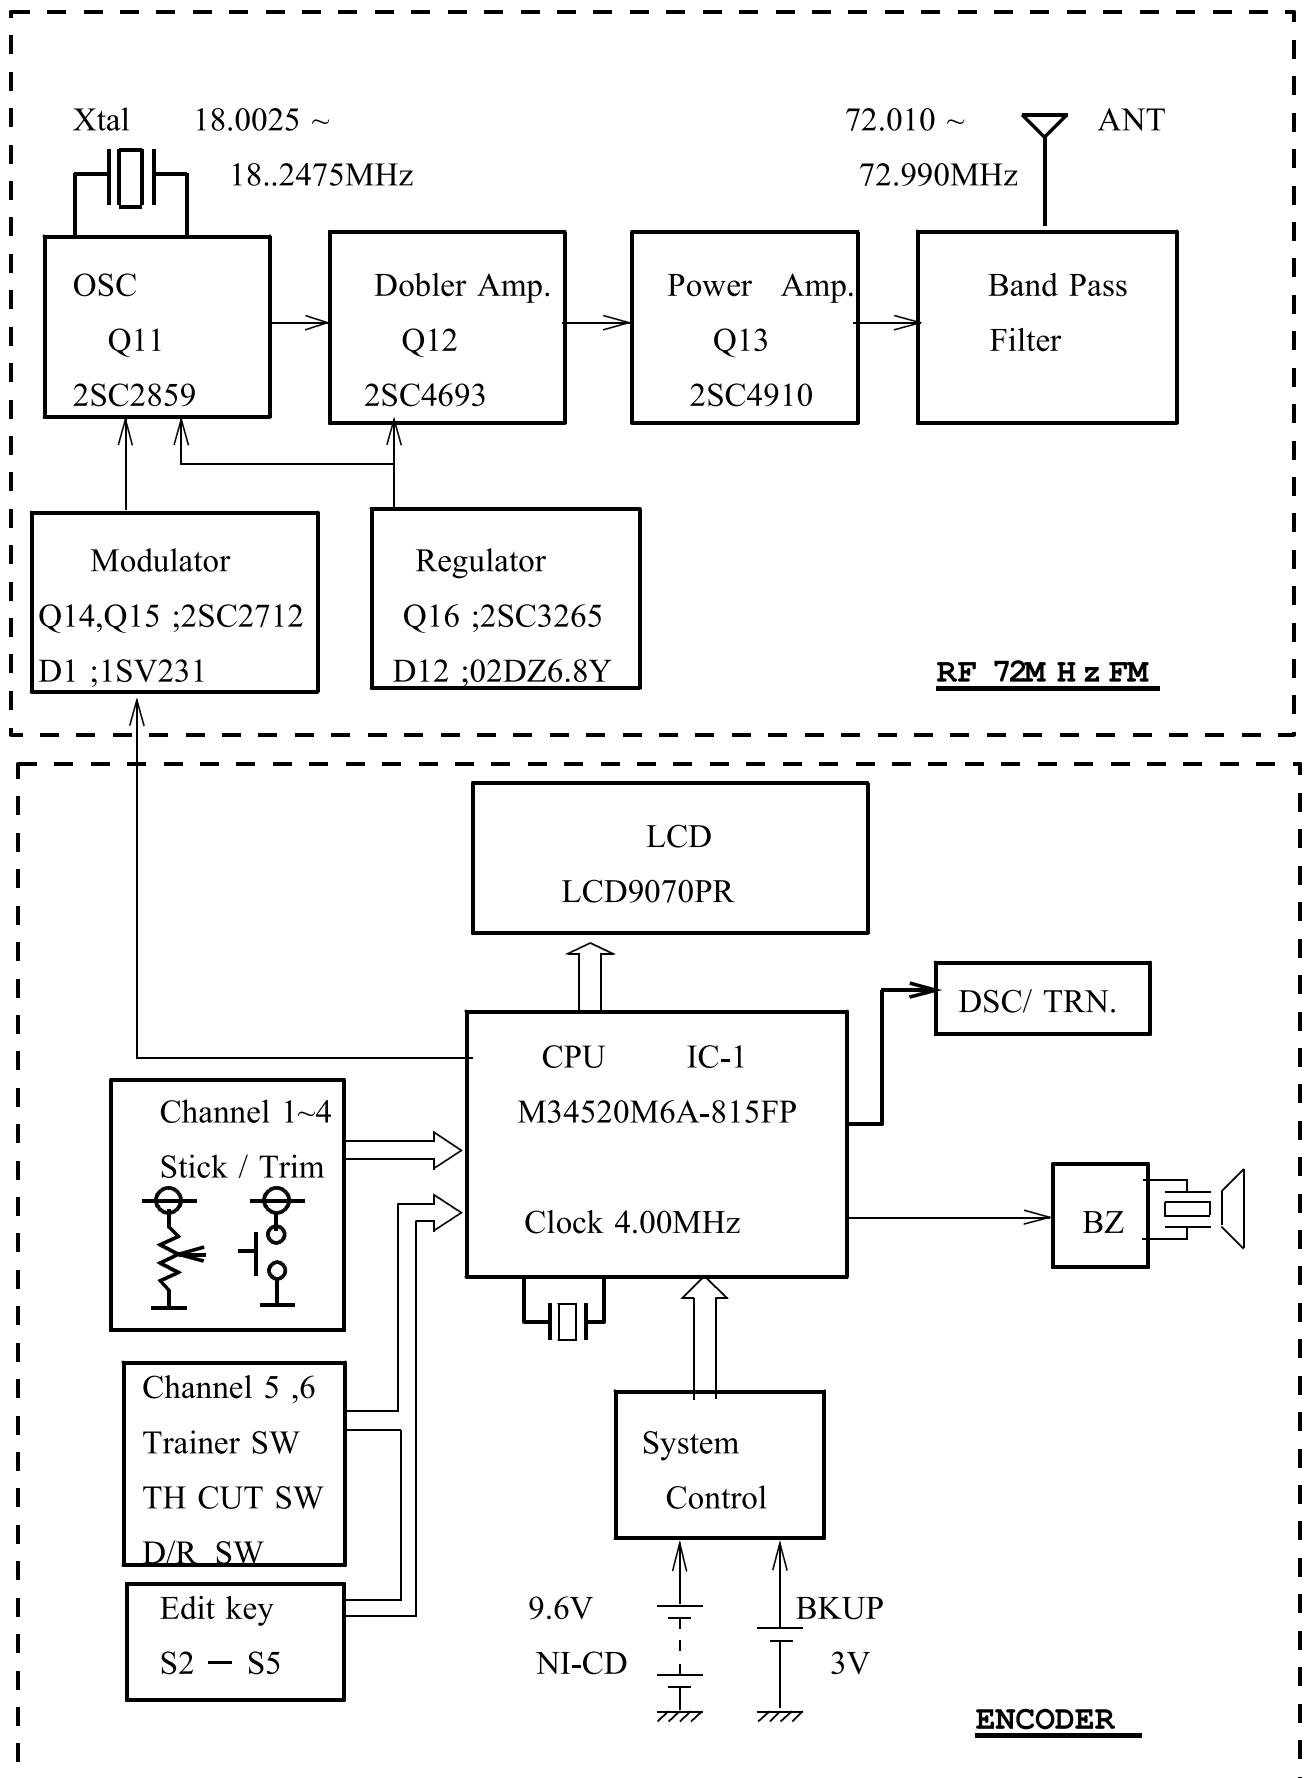 Xtal 18.0025 ~
18..2475MHz
72.010 ~
72.990MHz
ANT
OSC
Q11
2SC2859
Dobler Amp.
Q12
2SC4693
Power Amp.
Q13
2SC4910
Band Pass
Filter
Modulator
Q14,Q15 ;2SC2712
D1 ;1SV231
Regulator
Q16 ;2SC3265
D12 ;02DZ6.8Y
RF 72M H z FM
LCD
LCD9070PR
DSC/ TRN.
CPU IC-1
M34520M6A-815FP
Clock 4.00MHz
Channel 1~4
Stick / Trim
BZ
Channel 5 ,6
Trainer SW
TH CUT SW
D/R SW
System
Control
Edit key
S2 — S5
9.6V
NI-CD
BKUP
3V
ENCODER